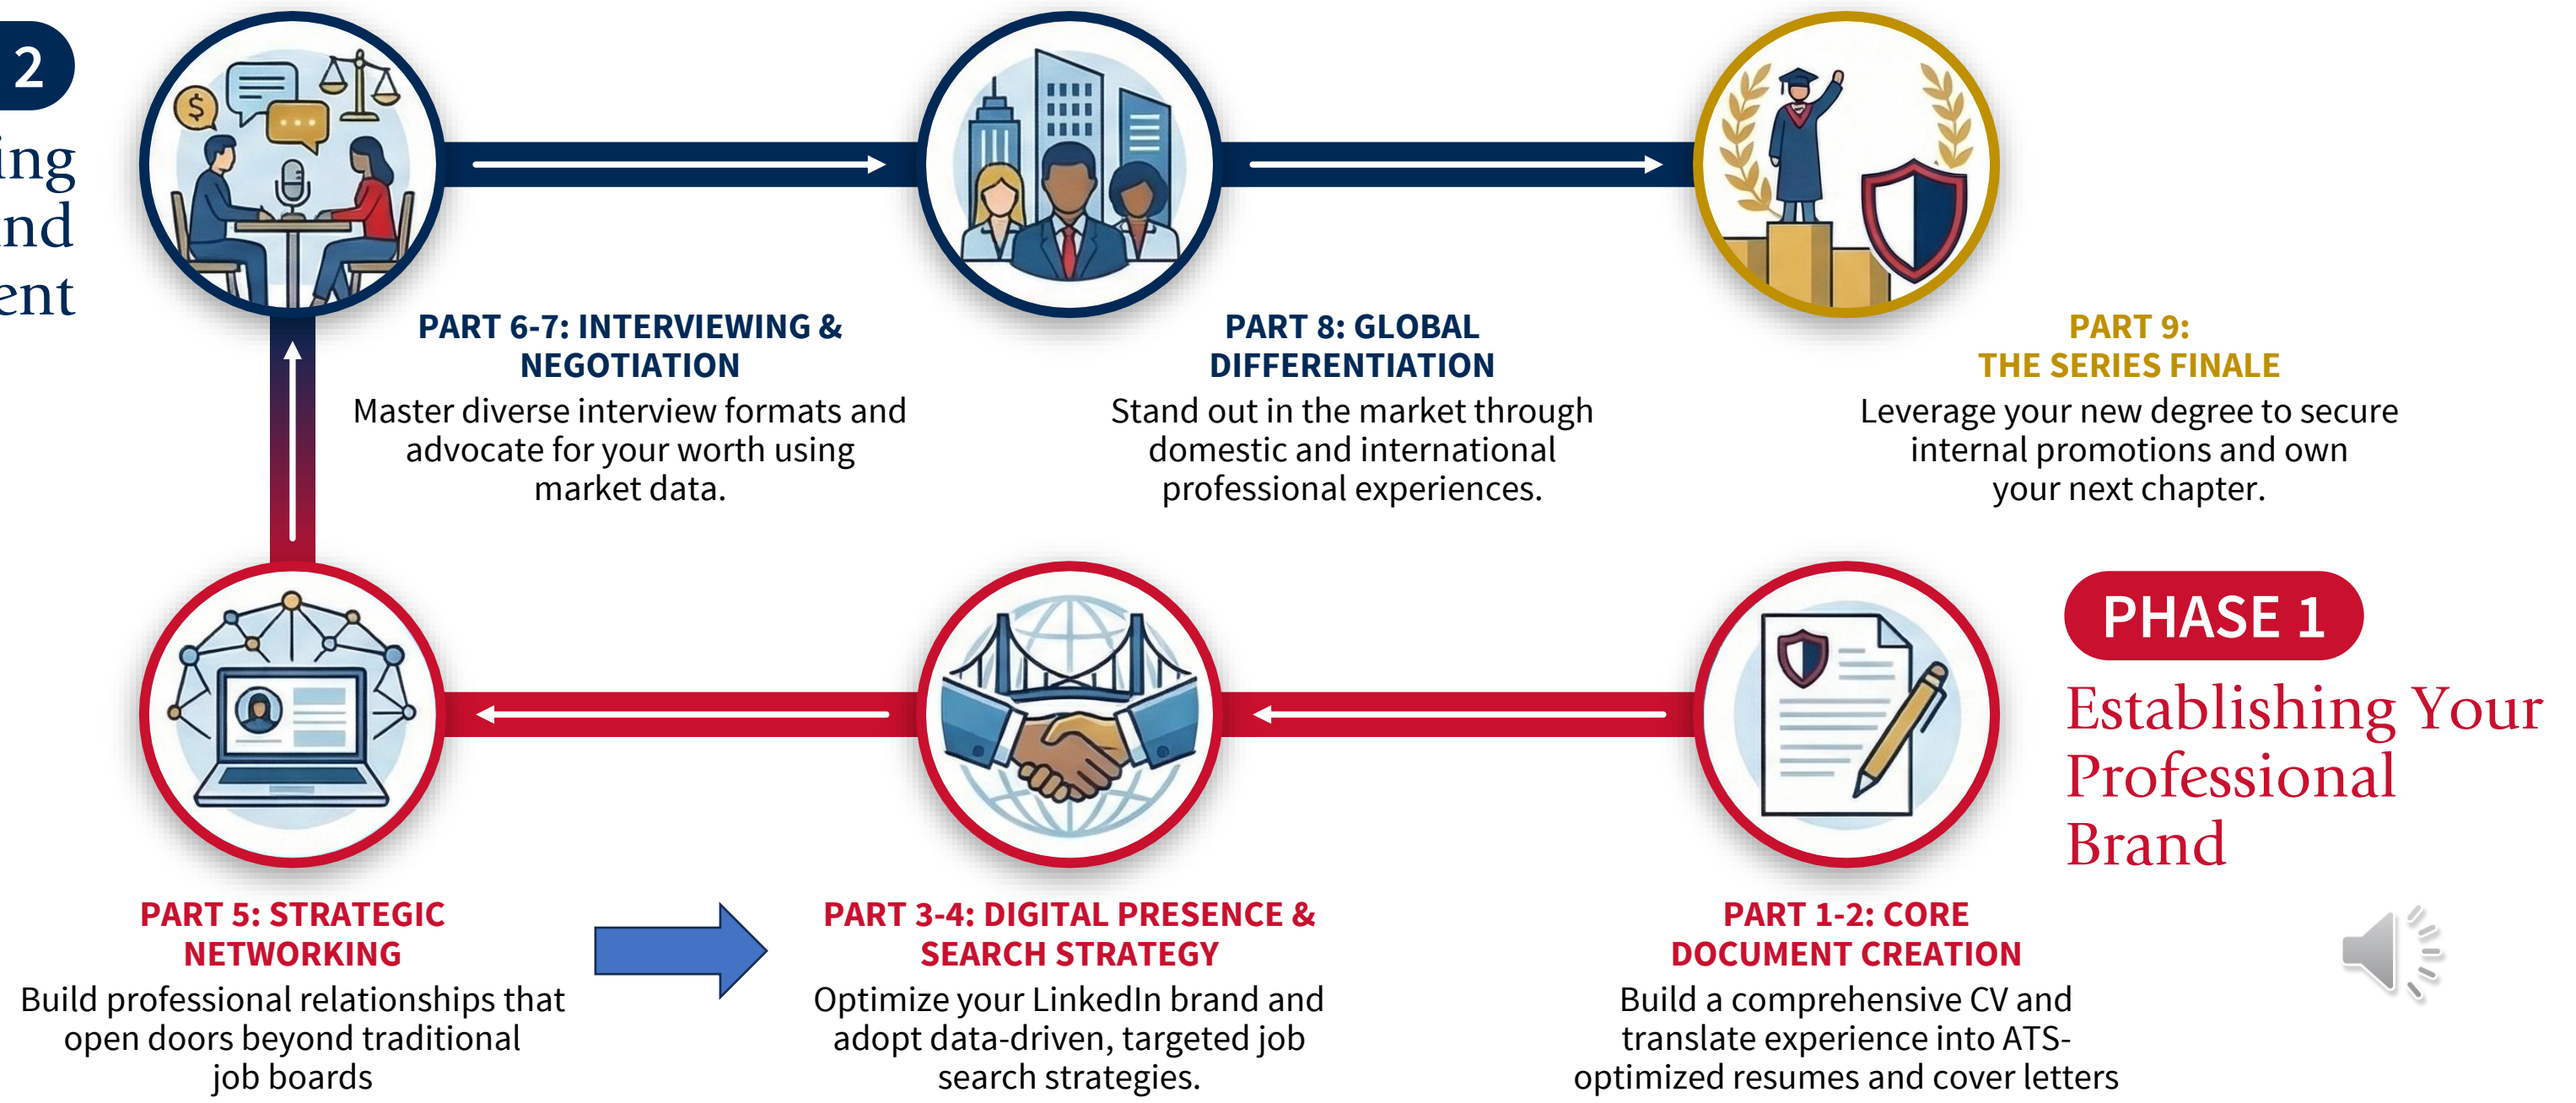 2
ing
nd
ent
PART 6-7: INTERVIEWING &
NEGOTIATION
Master diverse interview formats and
advocate for your worth using
market data.
PART 8: GLOBAL
DIFFERENTIATION
Stand out in the market through
domestic and international
professional experiences.
PART 9:
THE SERIES FINALE
Leverage your new degree to secure
internal promotions and own
your next chapter.
PHASE 1
Establishing Your
Professional
Brand
PART 5: STRATEGIC
NETWORKING
Build professional relationships that
open doors beyond traditional
job boards
PART 3-4: DIGITAL PRESENCE &
SEARCH STRATEGY
Optimize your LinkedIn brand and
adopt data-driven, targeted job
search strategies.
PART 1-2: CORE
DOCUMENT CREATION
Build a comprehensive CV and
translate experience into ATS-
optimized resumes and cover letters